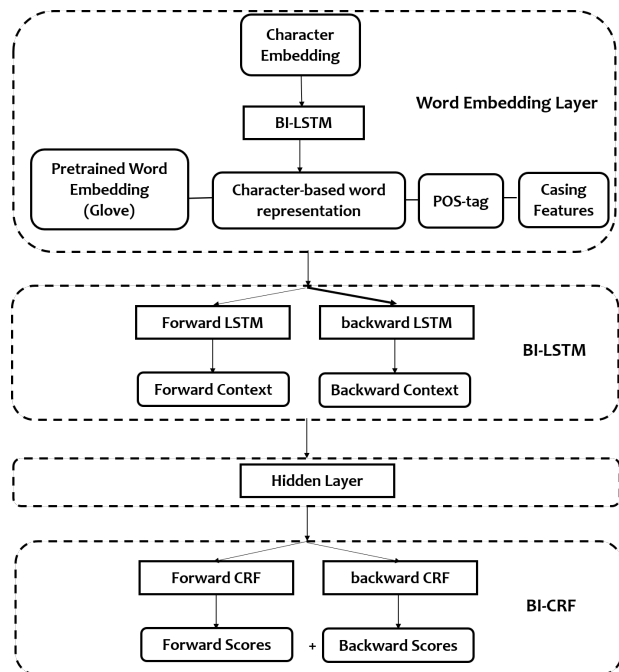 Character
Embedding
Word Embedding Layer
BI-LSTM
Pretrained Word
Embedding
(Glove)
Character-based word
representation
POS-tag
Casing
Features
Forward LSTM
backward LSTM
BI-LSTM
Forward Context
Backward Context
Hidden Layer
Forward CRF
backward CRF
BI-CRF
Forward Scores + Backward Scores